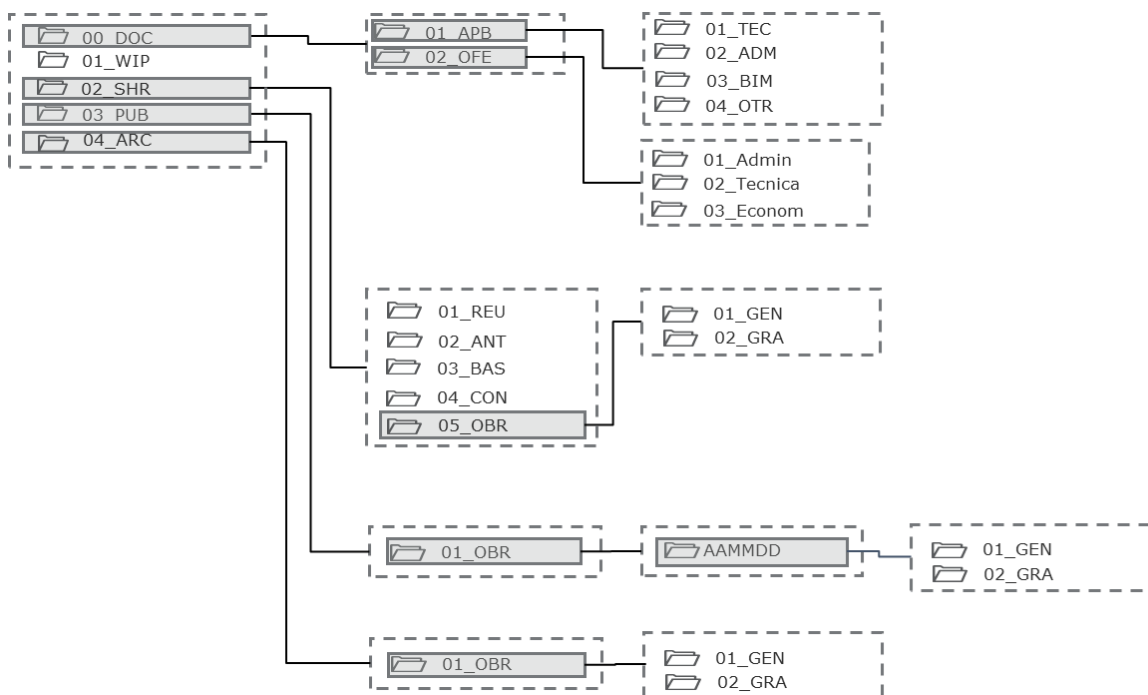 00_DOC
01_WIP
02_SHR
03_PUB
04_ARC
01_APB
02_OFE
01_TEC
02_ADM
03_BIM
04_OTR
01_Admin
02_Tecnica
03_Econom
01_REU
02_ANT
03_BAS
04_CON
05_OBR
01_GEN
02_GRA
01_OBR
AAMMDD
01_GEN
02_GRA
01_OBR
01_GEN
02_GRA